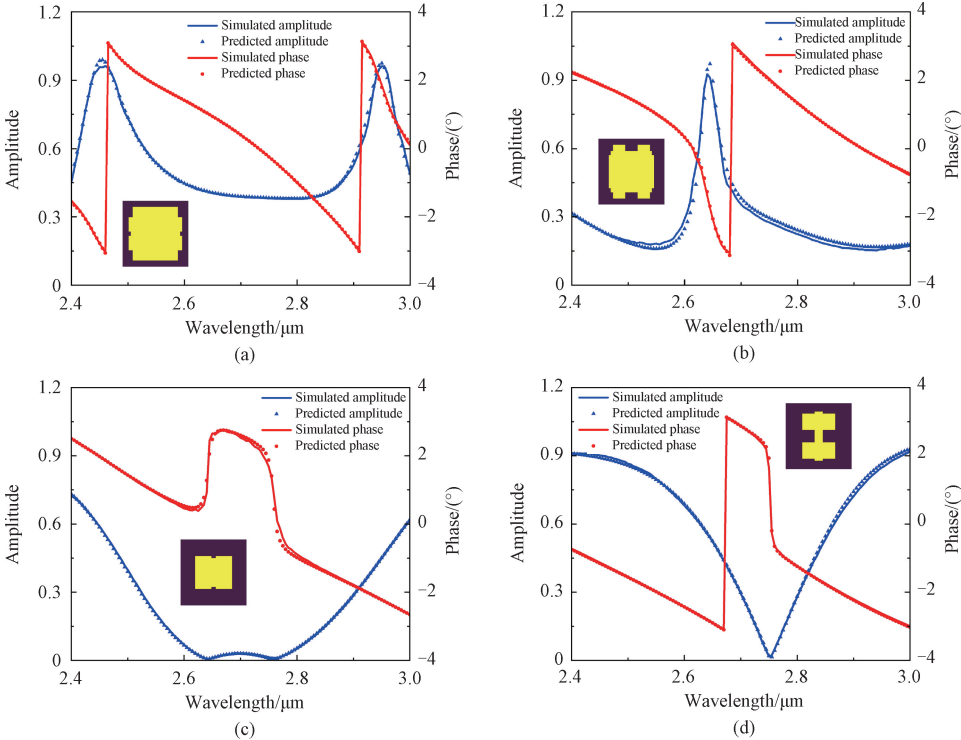 1.2
0.9
0.6
0.3
0
Amplitude
Simulated amplitude
Predicted amplitude
Simulated phase
Predicted phase
4
2
0
−2
−4
Phase/(°)
2.4 2.6 2.8 3.0
Wavelength/μm
(a)
1.2
0.9
0.6
0.3
0
Amplitude
Simulated amplitude
Predicted amplitude
Simulated phase
Predicted phase
4
2
0
−2
−4
Phase/(°)
2.4 2.6 2.8 3.0
Wavelength/μm
(b)
1.2
0.9
0.6
0.3
0
Amplitude
Simulated amplitude
Predicted amplitude
Simulated phase
Predicted phase
4
2
0
−2
−4
Phase/(°)
2.4 2.6 2.8 3.0
Wavelength/μm
(c)
1.2
0.9
0.6
0.3
0
Amplitude
Simulated amplitude
Predicted amplitude
Simulated phase
Predicted phase
4
2
0
−2
−4
Phase/(°)
2.4 2.6 2.8 3.0
Wavelength/μm
(d)